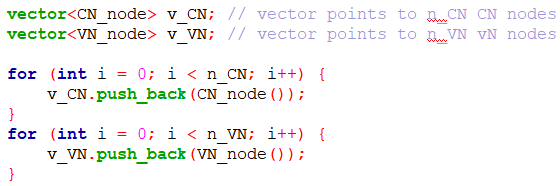 vector<CN_node> v_CN; // vector points to n_CN CN nodes
vector<VN_node> v_VN; // vector points to n_VN vN nodes
for (int i = 0; i < n_CN; i++) {
    v_CN.push_back(CN_node());
}
for (int i = 0; i < n_VN; i++) {
    v_VN.push_back(VN_node());
}